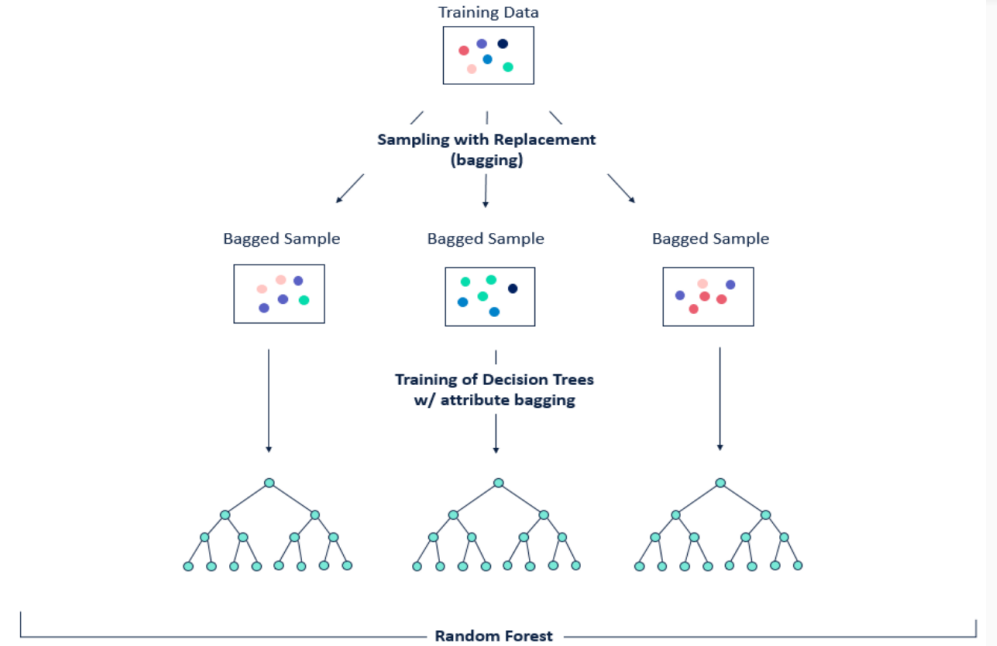 Training Data
Sampling with Replacement
(bagging)
Bagged Sample
Bagged Sample
Bagged Sample
Training of Decision Trees
w/ attribute bagging
Random Forest